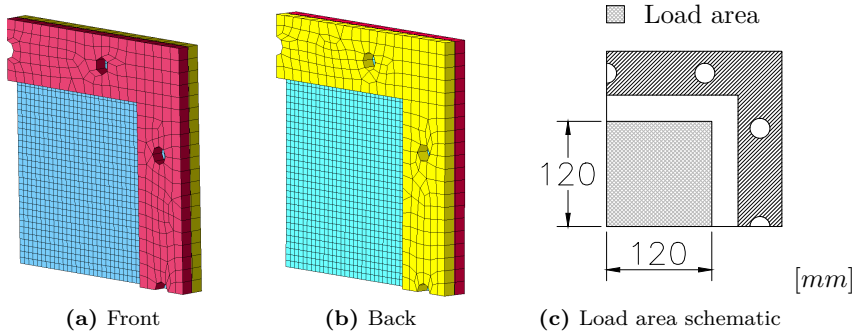 Load area
120
120
[mm]
(a) Front
(b) Back
(c) Load area schematic